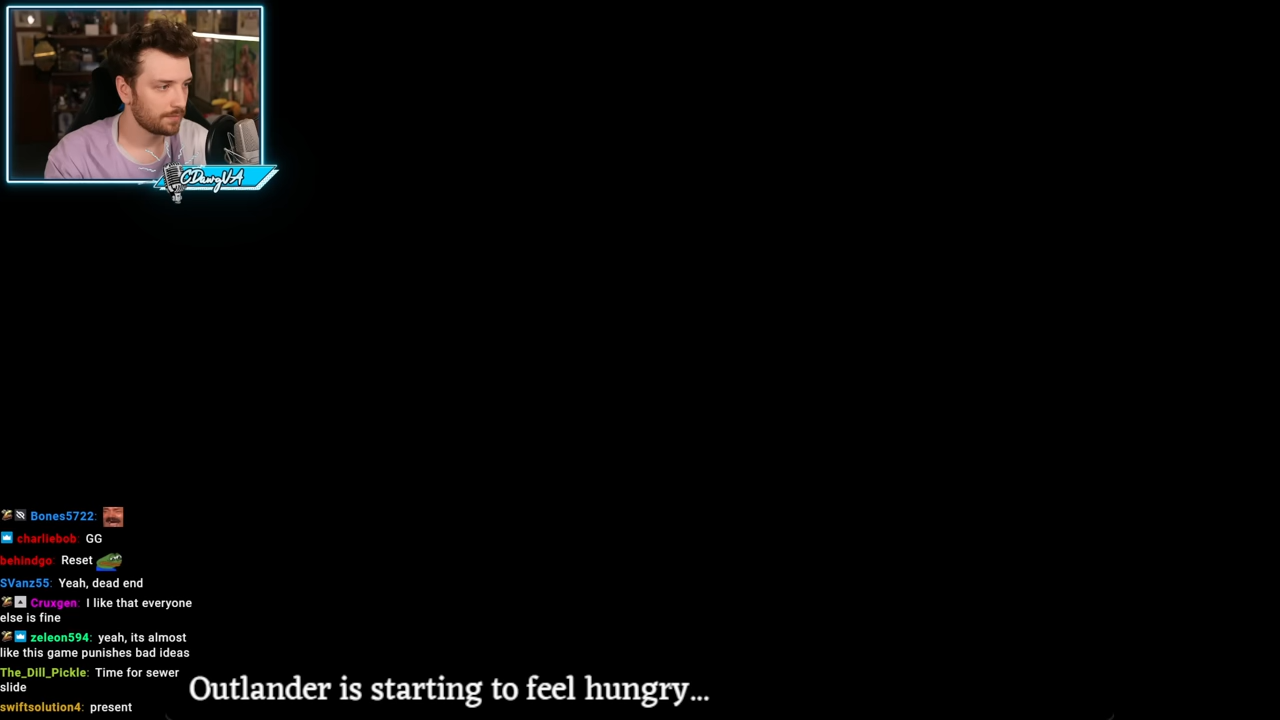 CDawgVA
Bones5722:
charliebob: GG
behindgo: Reset
SVanz55: Yeah, dead end
Cruxgen: I like that everyone
else is fine
zeleon594: yeah, its almost
like this game punishes bad ideas
The_Dill_Pickle: Time for sewer
slide
swiftsolution4: present
Outlander is starting to feel hungry...